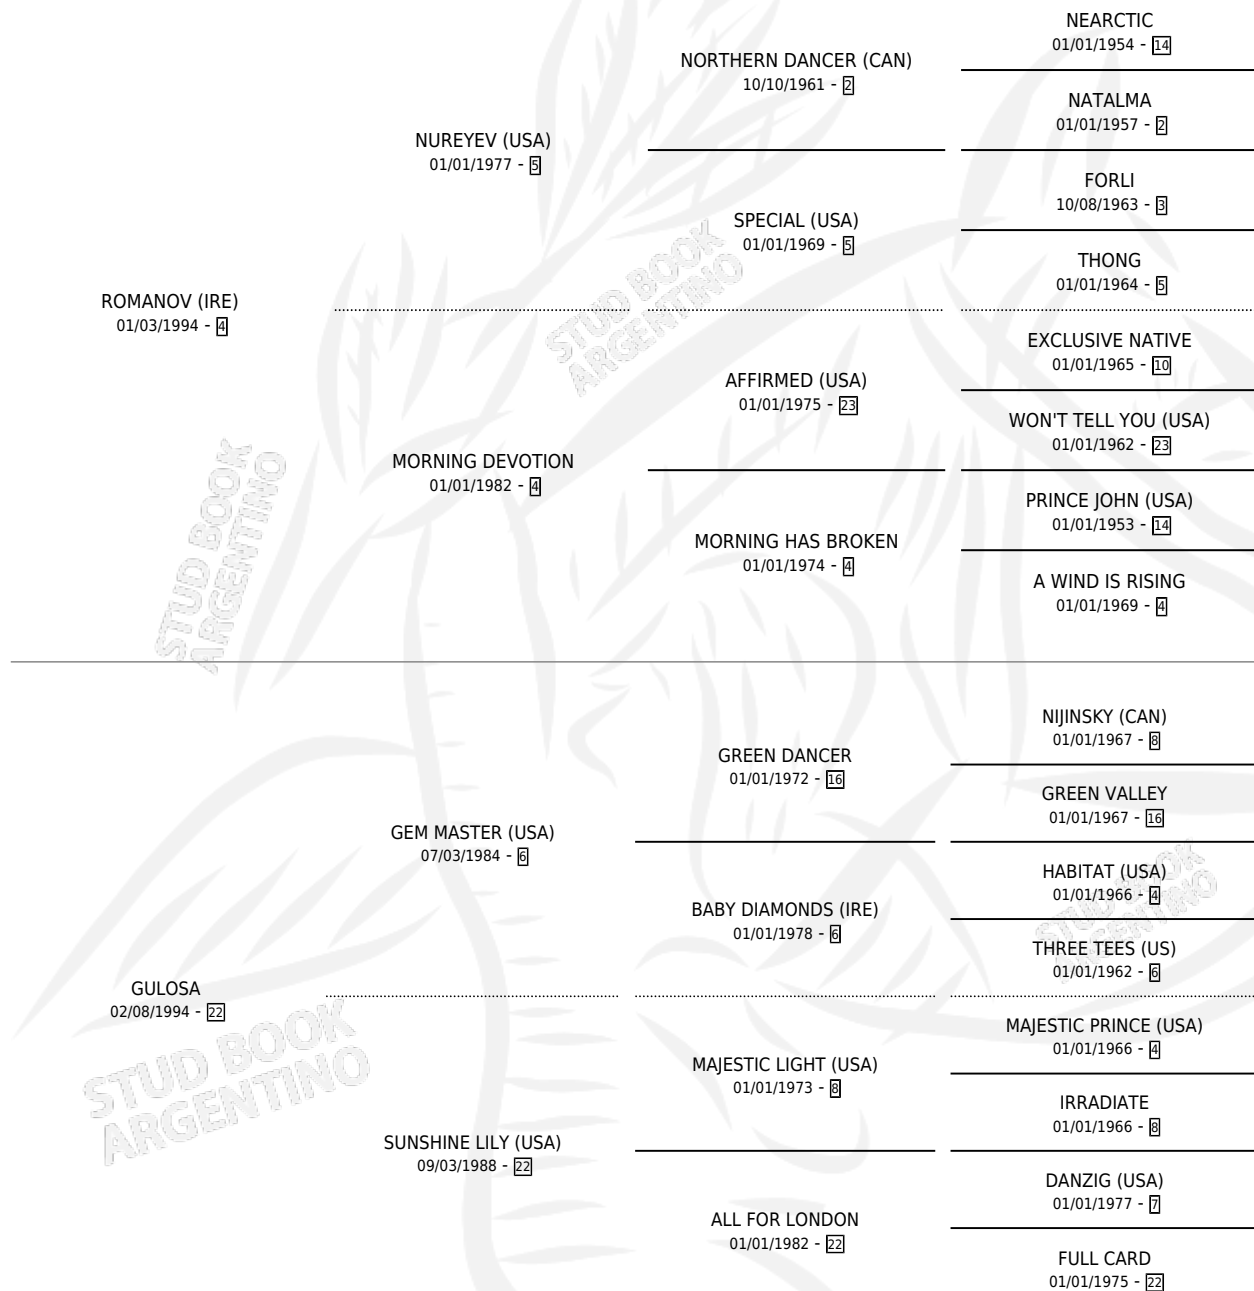 NEARCTIC
01/01/1954 - 14
NORTHERN DANCER (CAN)
10/10/1961 - 2
NATALMA
01/01/1957 - 2
NUREYEV (USA)
01/01/1977 - 5
FORLI
10/08/1963 - 3
SPECIAL (USA)
01/01/1969 - 5
THONG
01/01/1964 - 5
ROMANOV (IRE)
01/03/1994 - 4
EXCLUSIVE NATIVE
01/01/1965 - 10
AFFIRMED (USA)
01/01/1975 - 23
WON'T TELL YOU (USA)
01/01/1962 - 23
MORNING DEVOTION
01/01/1982 - 4
PRINCE JOHN (USA)
01/01/1953 - 14
MORNING HAS BROKEN
01/01/1974 - 4
A WIND IS RISING
01/01/1969 - 4
NIJINSKY (CAN)
01/01/1967 - 8
GREEN DANCER
01/01/1972 - 16
GREEN VALLEY
01/01/1967 - 16
GEM MASTER (USA)
07/03/1984 - 6
HABITAT (USA)
01/01/1966 - 4
BABY DIAMONDS (IRE)
01/01/1978 - 6
THREE TEES (US)
01/01/1962 - 6
GULOSA
02/08/1994 - 22
MAJESTIC PRINCE (USA)
01/01/1966 - 4
MAJESTIC LIGHT (USA)
01/01/1973 - 8
IRRADIATE
01/01/1966 - 8
SUNSHINE LILY (USA)
09/03/1988 - 22
DANZIG (USA)
01/01/1977 - 7
ALL FOR LONDON
01/01/1982 - 22
FULL CARD
01/01/1975 - 22
STUD BOOK
ARGENTINO
STUD BOOK
ARGENTINO
STUD BOOK
ARGENTINO
STUD BOOK
ARGENTINO